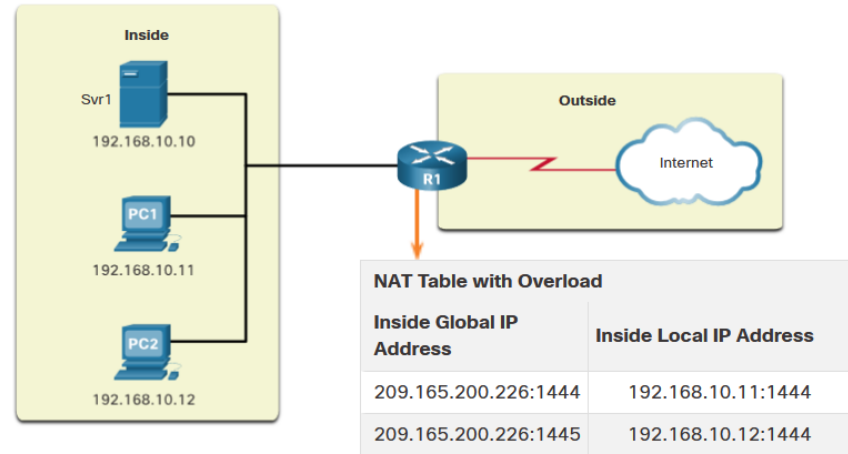 Inside
Svr1
192.168.10.10
PC1
192.168.10.11
PC2
192.168.10.12
Outside
Internet
R1
NAT Table with Overload
Inside Global IP
Address
Inside Local IP Address
209.165.200.226:1444 192.168.10.11:1444
209.165.200.226:1445 192.168.10.12:1444